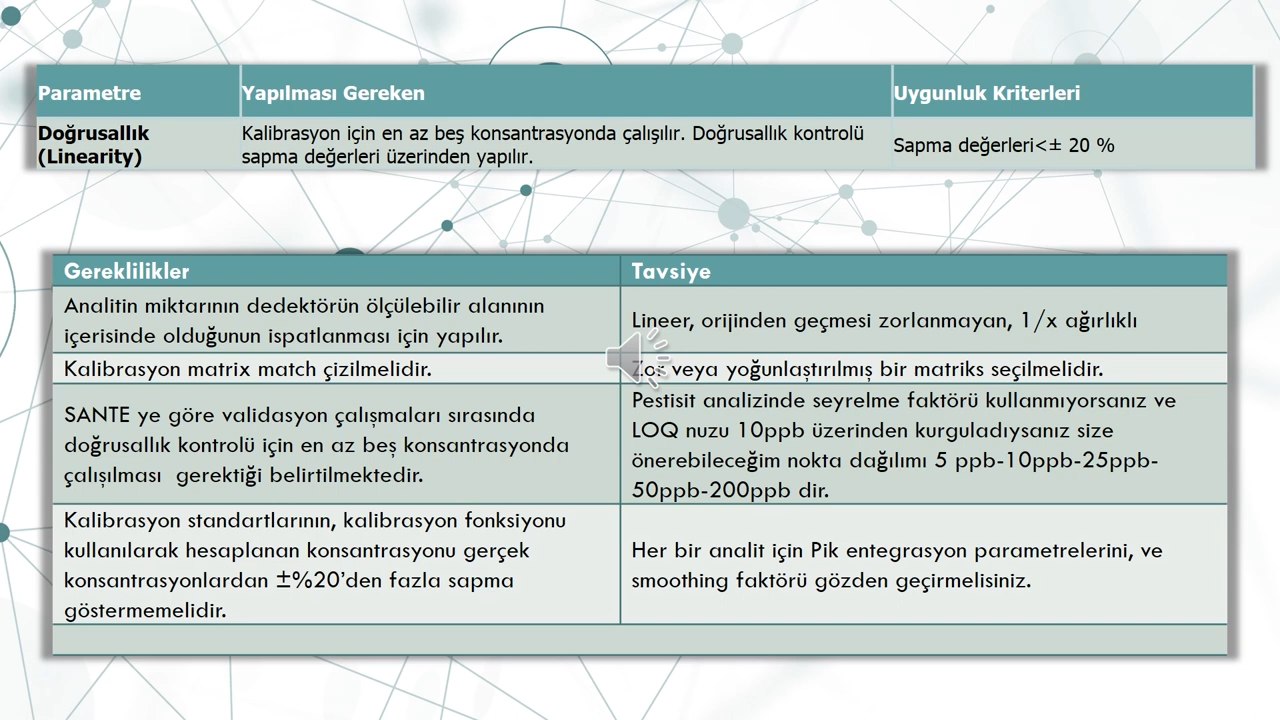 Parametre
Yapılması Gereken
Uygunluk Kriterleri
Doğrusallık
(Linearity)
Kalibrasyon için en az beş konsantrasyonda çalışılır. Doğrusallık kontrolü
sapma değerleri üzerinden yapılır.
Sapma değerleri<± 20 %
Gereklilikler
Tavsiye
Analitin miktarının dedektörün ölçülebilir alanının
içerisinde olduğunun ispatlanması için yapılır.
Lineer, orijinden geçmesi zorlanmayan, 1/x ağırlıklı
Kalibrasyon matrix match çizilmelidir.
Zor veya yoğunlaştırılmış bir matriks seçilmelidir.
SANTE ye göre validasyon çalışmaları sırasında
doğrusallık kontrolü için en az beş konsantrasyonda
çalışılması  gerektiği belirtilmektedir.
Pestisit analizinde seyrelme faktörü kullanmıyorsanız ve
LOQ nuzu 10ppb üzerinden kurguladıysanız size
önerebileceğim nokta dağılımı 5 ppb-10ppb-25ppb-
50ppb-200ppb dir.
Kalibrasyon standartlarının, kalibrasyon fonksiyonu
kullanılarak hesaplanan konsantrasyonu gerçek
konsantrasyonlardan ±%20’den fazla sapma
göstermemelidir.
Her bir analit için Pik entegrasyon parametrelerini, ve
smoothing faktörü gözden geçirmelisiniz.